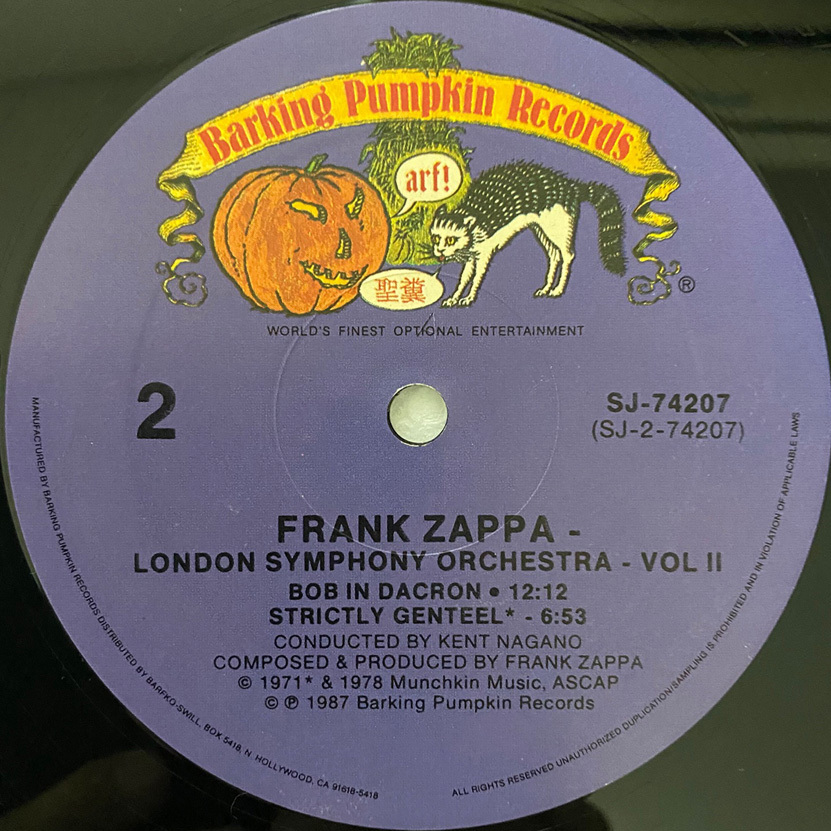 Barking Pumpkin Records
arf!
聖糞
®
WORLD'S FINEST OPTIONAL ENTERTAINMENT
2
SJ-74207
(SJ-2-74207)
FRANK ZAPPA -
LONDON SYMPHONY ORCHESTRA - VOL II
BOB IN DACRON • 12:12
STRICTLY GENTEEL* - 6:53
CONDUCTED BY KENT NAGANO
COMPOSED & PRODUCED BY FRANK ZAPPA
© 1971* & 1978 Munchkin Music, ASCAP
© ℗ 1987 Barking Pumpkin Records
MANUFACTURED BY BARKING PUMPKIN RECORDS DISTRIBUTED BY BARFKO-SWILL, BOX 5418, N. HOLLYWOOD, CA 91616-5418
ALL RIGHTS RESERVED UNAUTHORIZED DUPLICATION/SAMPLING IS PROHIBITED AND IN VIOLATION OF APPLICABLE LAWS